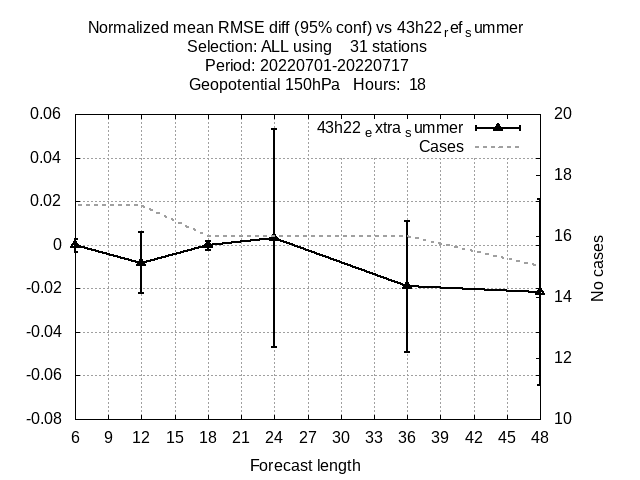 Normalized mean RMSE diff (95% conf) vs 43h22refsummer
Selection: ALL using 31 stations
Period: 20220701-20220717
Geopotential 150hPa Hours: 18
43h22extrasummer
Cases
0.06
0.04
0.02
0
-0.02
-0.04
-0.06
-0.08
20
18
16
14
12
10
No cases
6 9 12 15 18 21 24 27 30 33 36 39 42 45 48
Forecast length